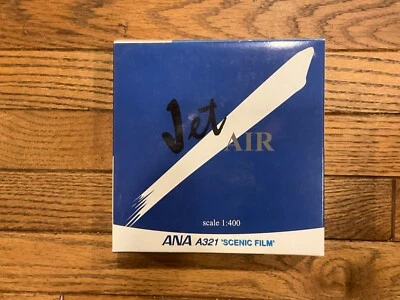 Jet
AIR
scale 1:400
ANA A321 "SCENIC FILM"